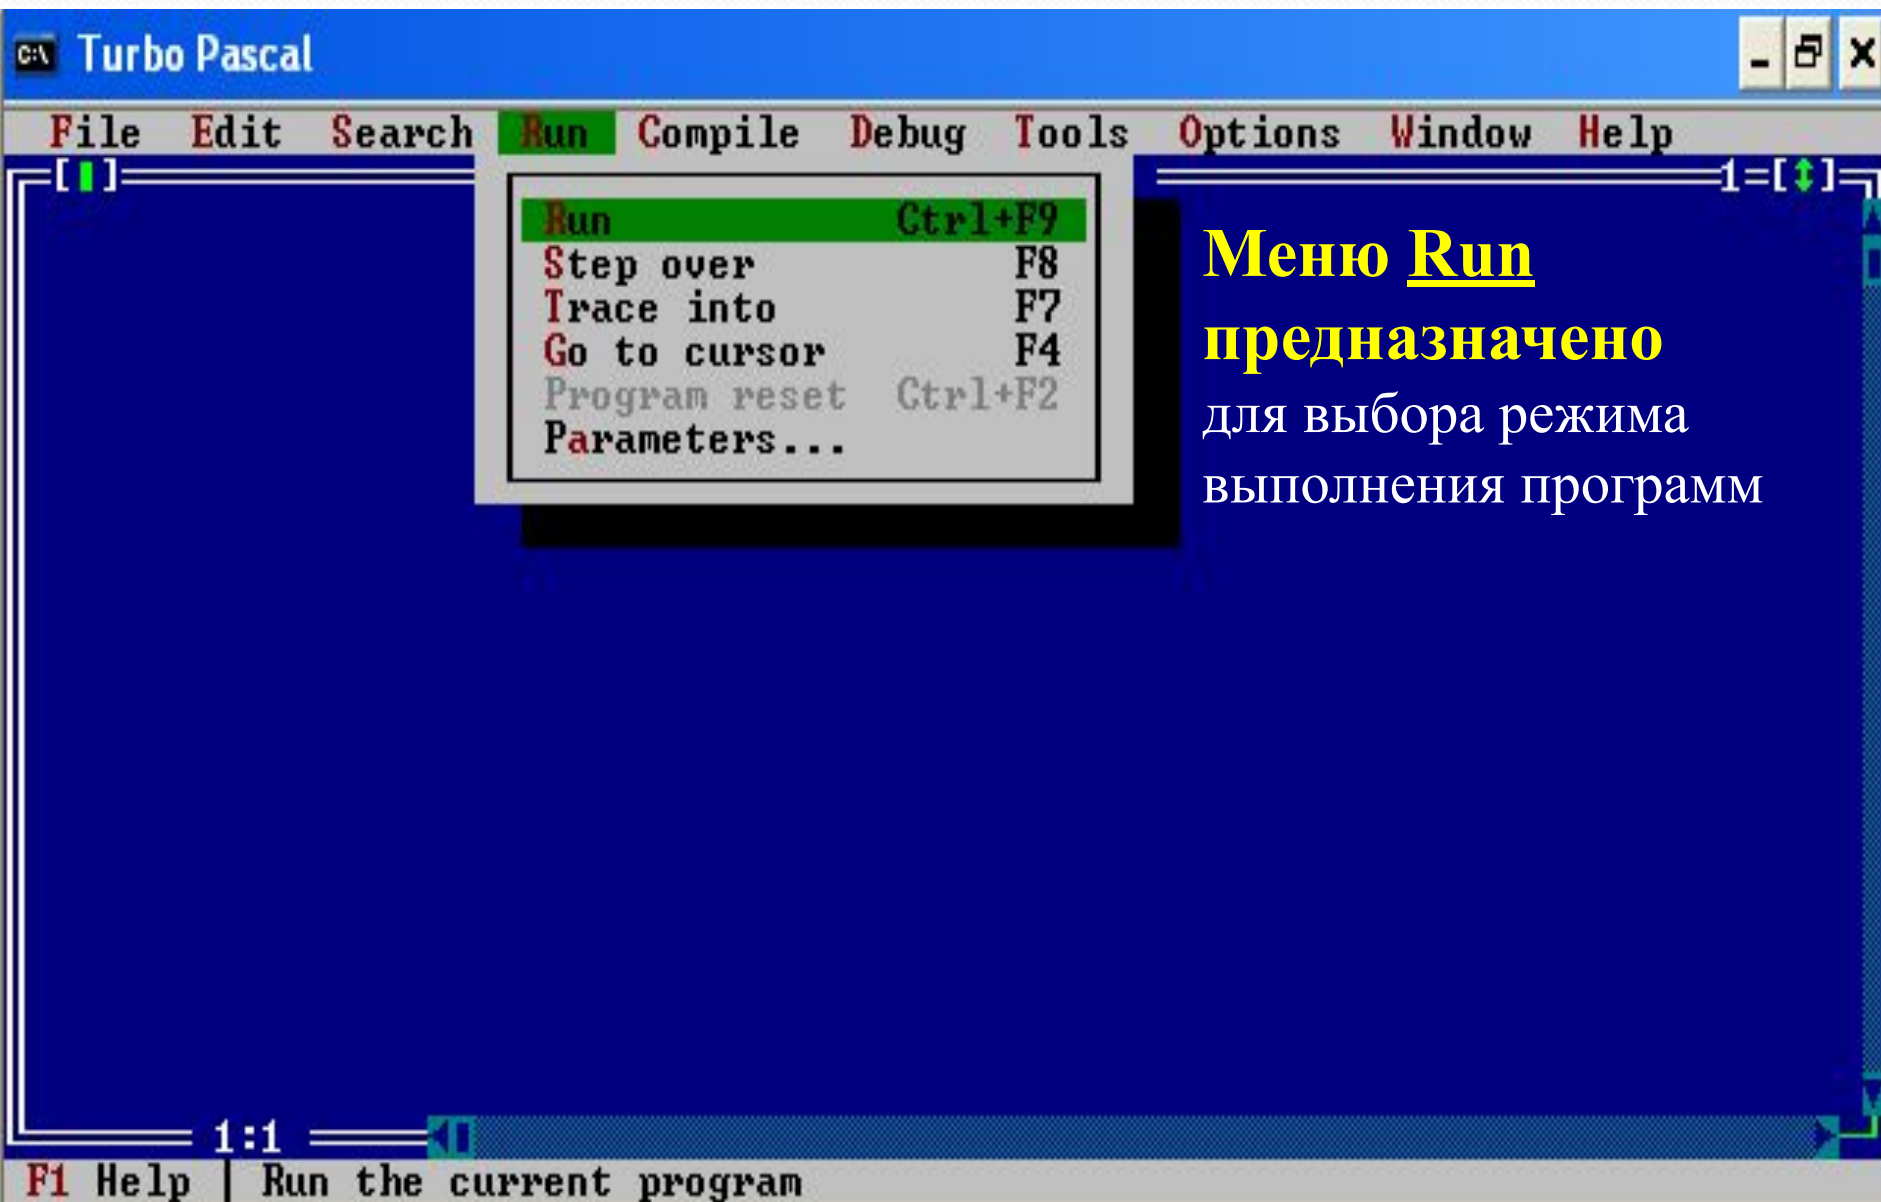 C:\ Turbo Pascal
File Edit Search Run Compile Debug Tools Options Window Help
[ ] 1=[↕]
Run Ctrl+F9
Step over F8
Trace into F7
Go to cursor F4
Program reset Ctrl+F2
Parameters...
Меню Run
предназначено
для выбора режима
выполнения программ
1:1
F1 Help | Run the current program